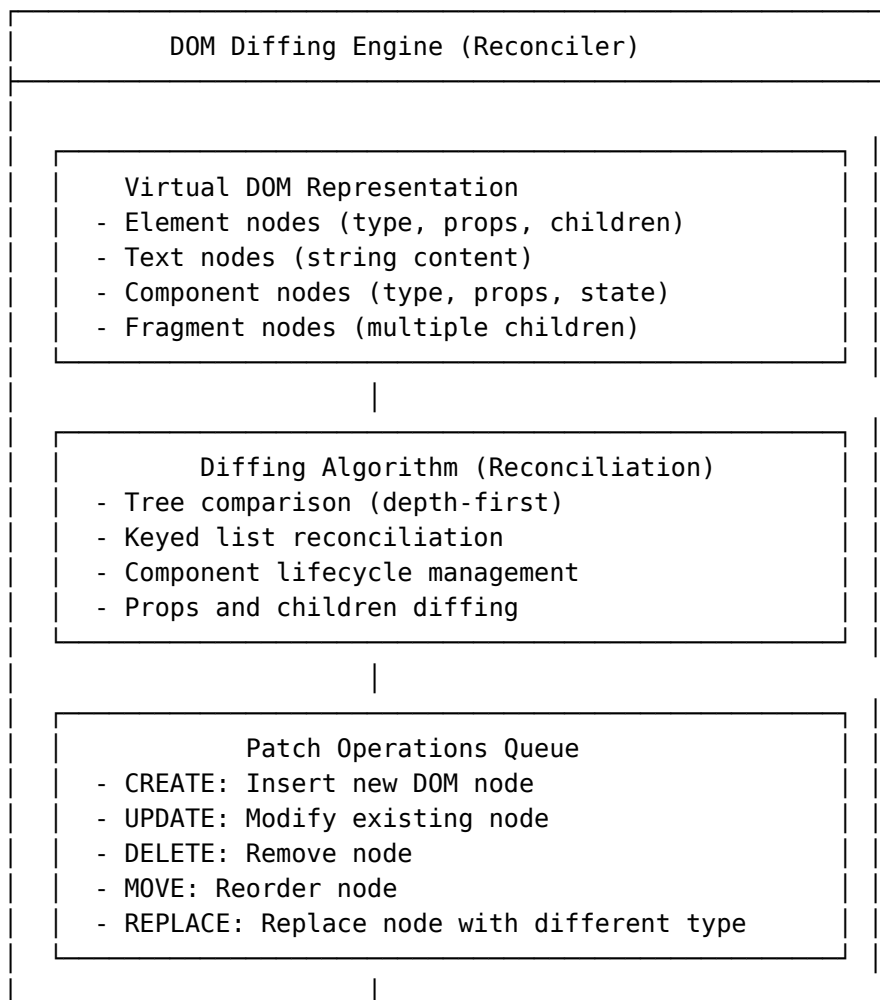 DOM Diffing Engine (Reconciler)
Virtual DOM Representation
- Element nodes (type, props, children)
- Text nodes (string content)
- Component nodes (type, props, state)
- Fragment nodes (multiple children)
Diffing Algorithm (Reconciliation)
- Tree comparison (depth-first)
- Keyed list reconciliation
- Component lifecycle management
- Props and children diffing
Patch Operations Queue
- CREATE: Insert new DOM node
- UPDATE: Modify existing node
- DELETE: Remove node
- MOVE: Reorder node
- REPLACE: Replace node with different type